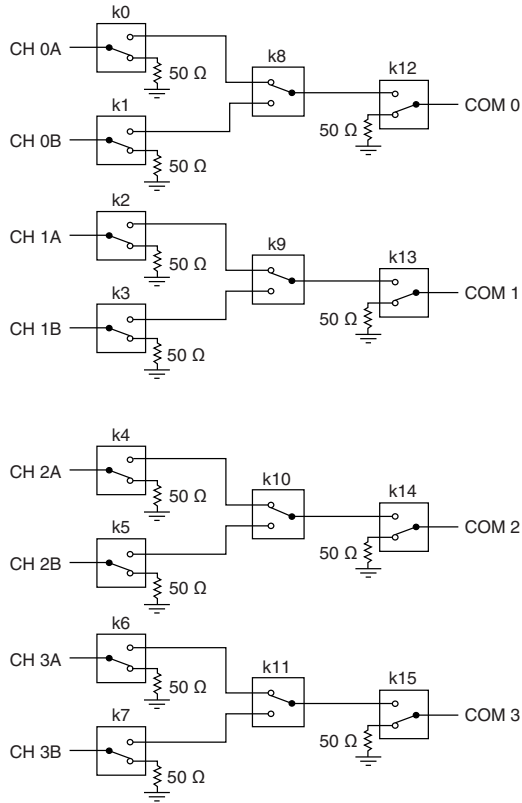 k0
CH 0A
50 Ω
k8
k12
COM 0
50 Ω
k1
CH 0B
50 Ω
k2
CH 1A
50 Ω
k9
k13
COM 1
50 Ω
k3
CH 1B
50 Ω
k4
CH 2A
50 Ω
k10
k14
COM 2
50 Ω
k5
CH 2B
50 Ω
k6
CH 3A
50 Ω
k11
k15
COM 3
50 Ω
k7
CH 3B
50 Ω